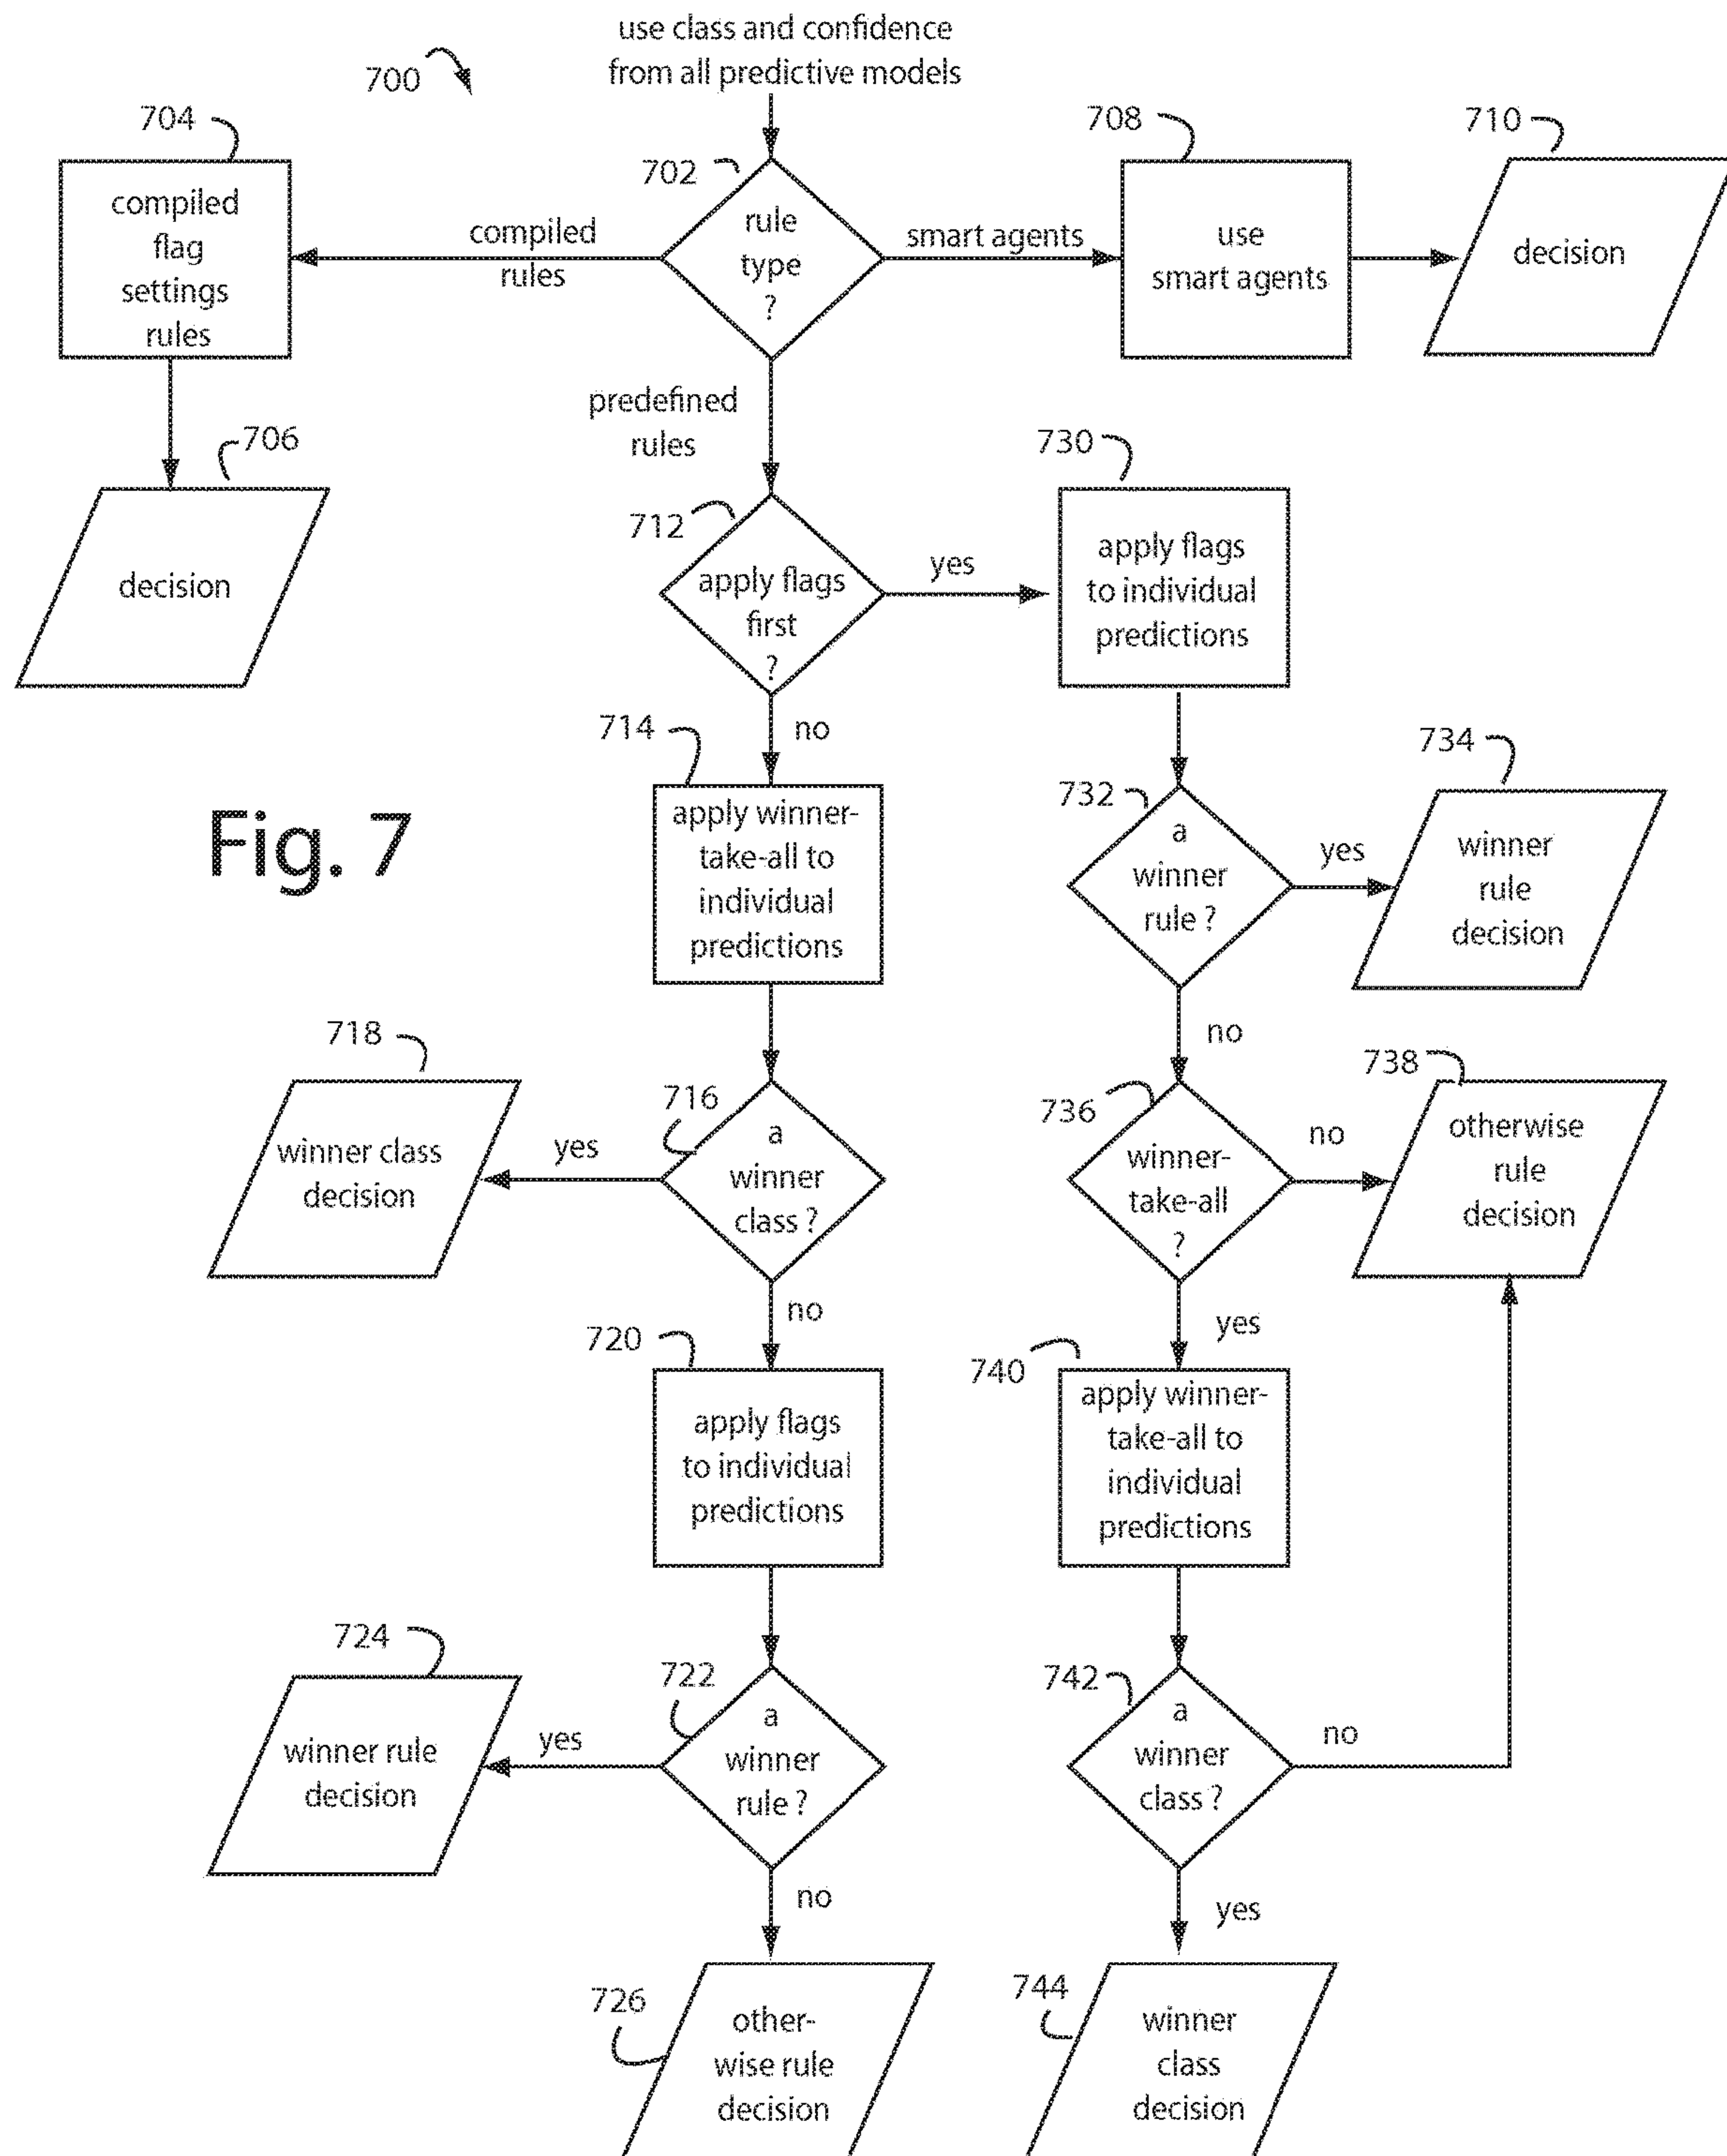 use class and confidence
from all predictive models
700
704
compiled
flag
settings
rules
compiled
rules
702
rule
type
?
smart agents
708
use
smart agents
710
decision
706
decision
predefined
rules
712
apply flags
first
?
yes
730
apply flags
to individual
predictions
no
714
apply winner-
take-all to
individual
predictions
Fig. 7
732
a
winner
rule ?
yes
734
winner
rule
decision
no
718
winner class
decision
yes
716
a
winner
class ?
736
winner-
take-all
?
no
738
otherwise
rule
decision
no
720
apply flags
to individual
predictions
yes
740
apply winner-
take-all to
individual
predictions
724
winner rule
decision
yes
722
a
winner
rule ?
742
a
winner
class ?
no
no
726
other-
wise rule
decision
yes
744
winner
class
decision